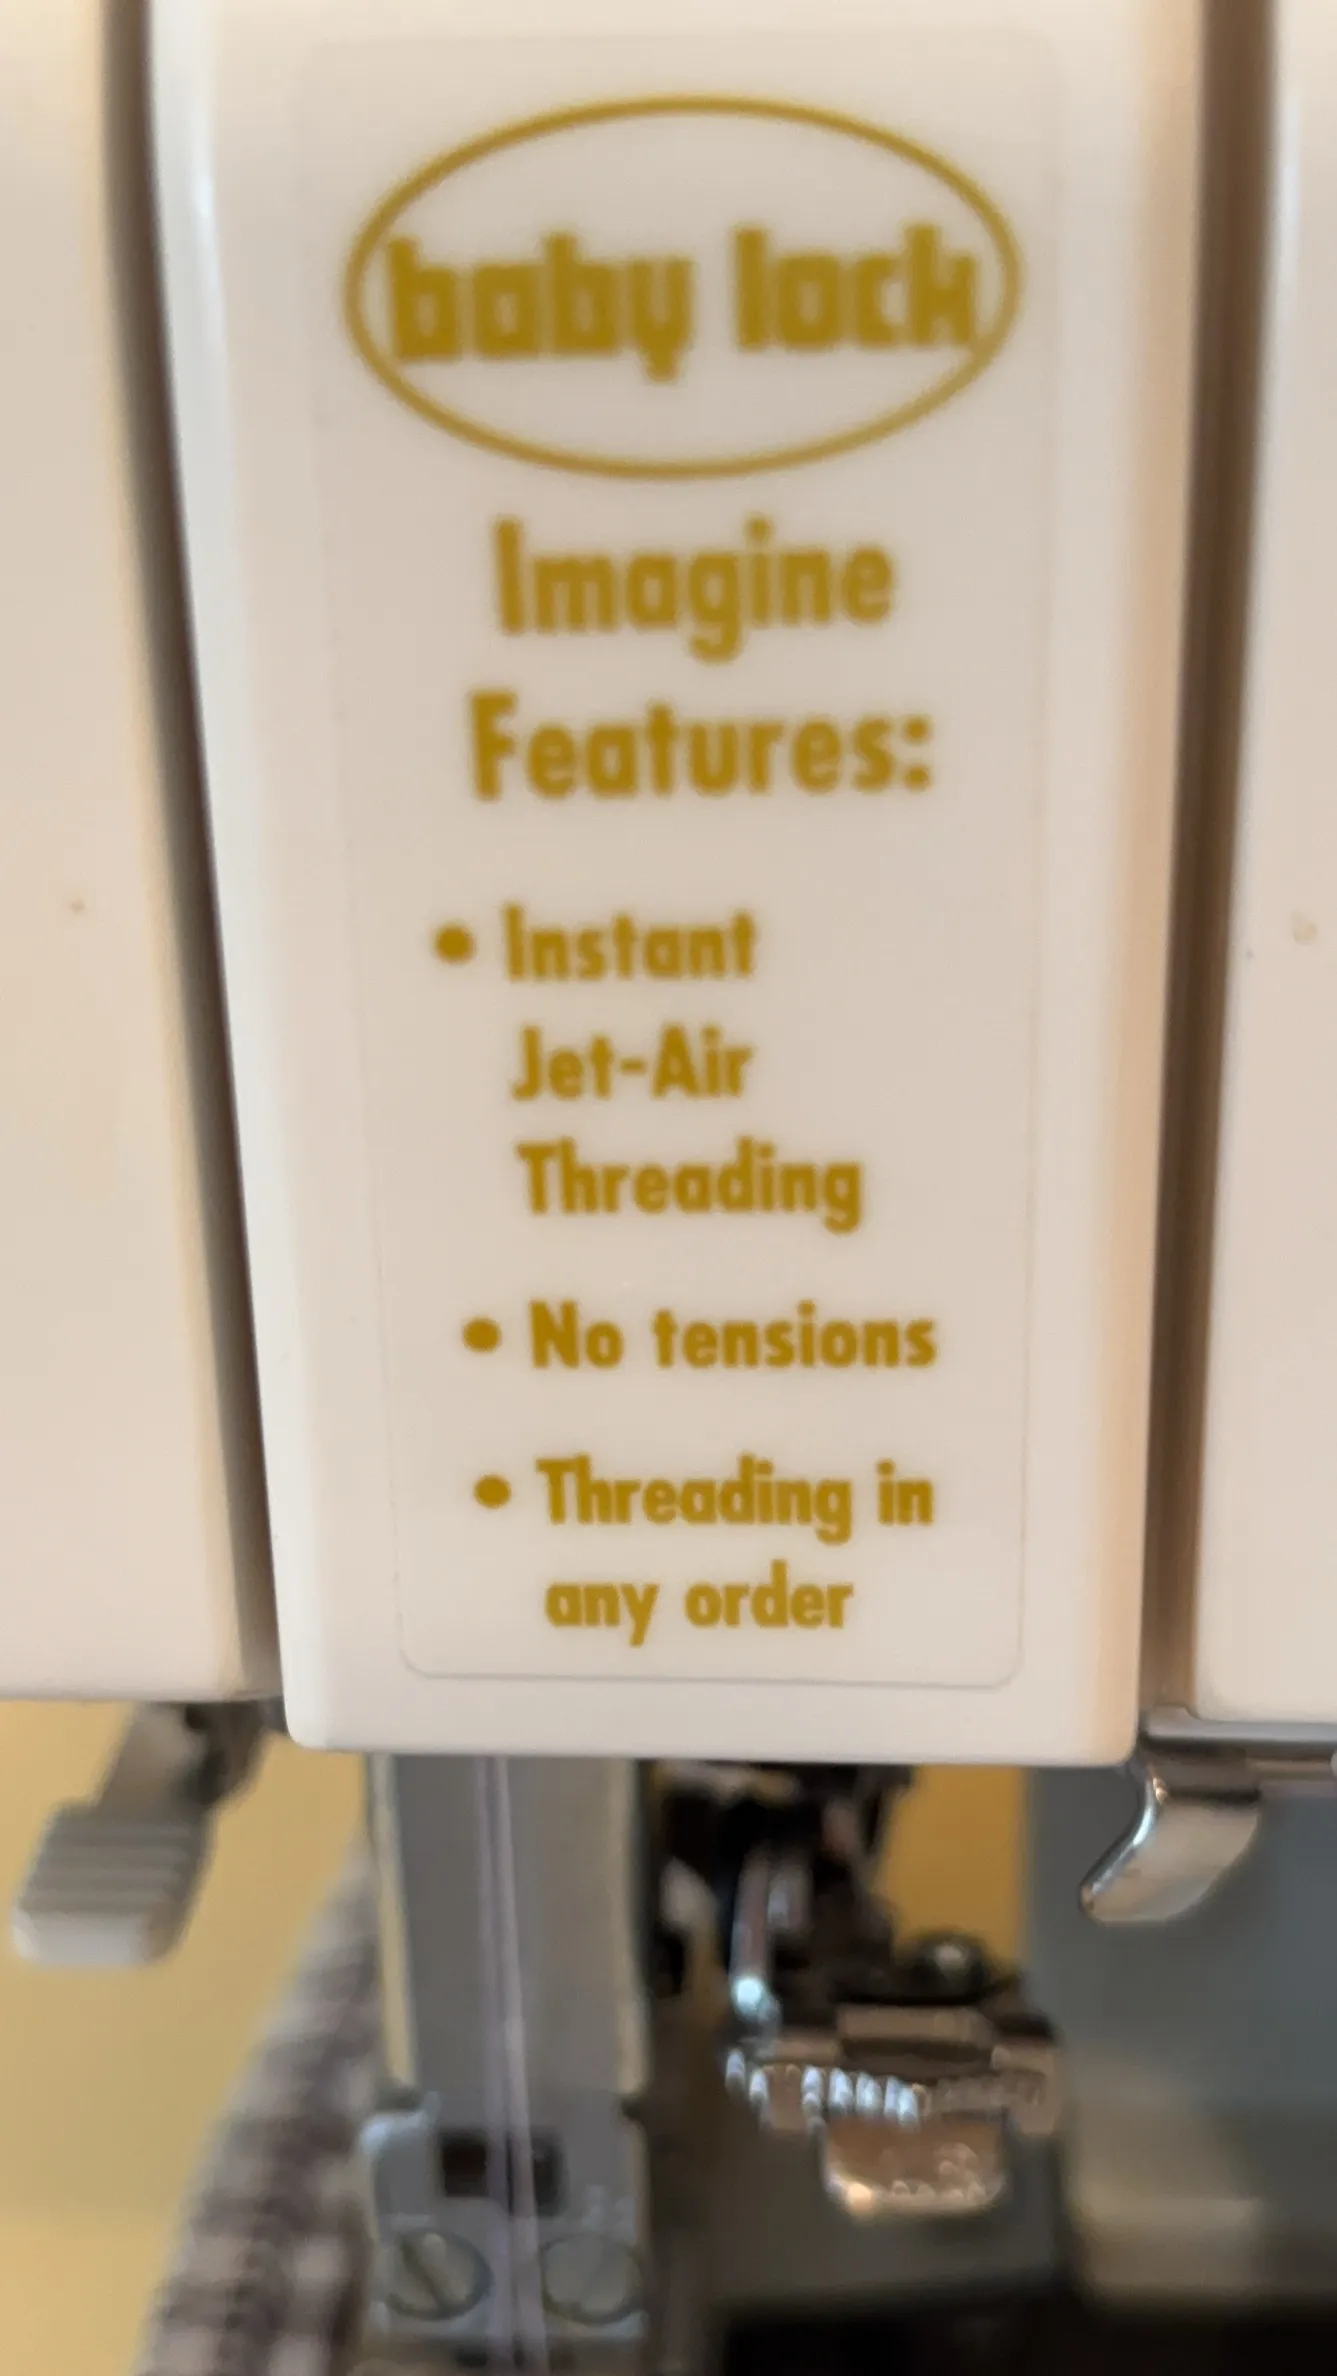 baby lock
Imagine
Features:
• Instant
Jet-Air
Threading
• No tensions
• Threading in
any order